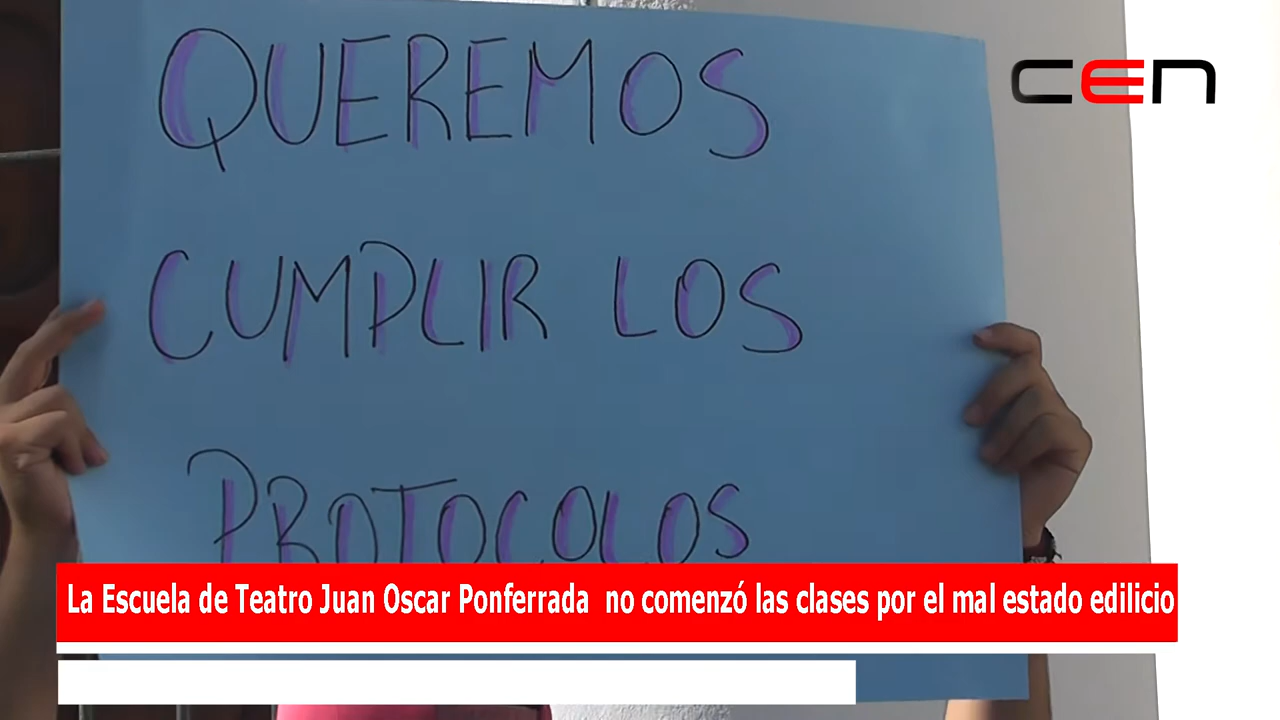 QUEREMOS
CEN
CUMPLIR LOS
PROTOCOLOS
La Escuela de Teatro Juan Oscar Ponferrada no comenzó las clases por el mal estado edilicio